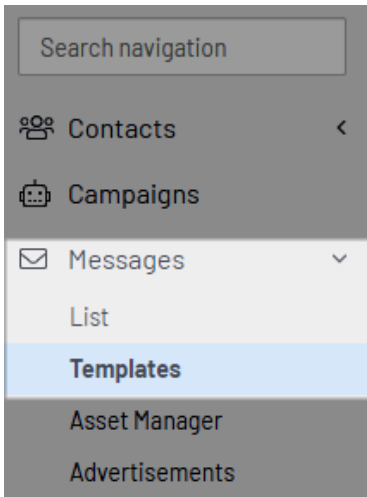 Search navigation
Contacts
Campaigns
Messages
List
Templates
Asset Manager
Advertisements